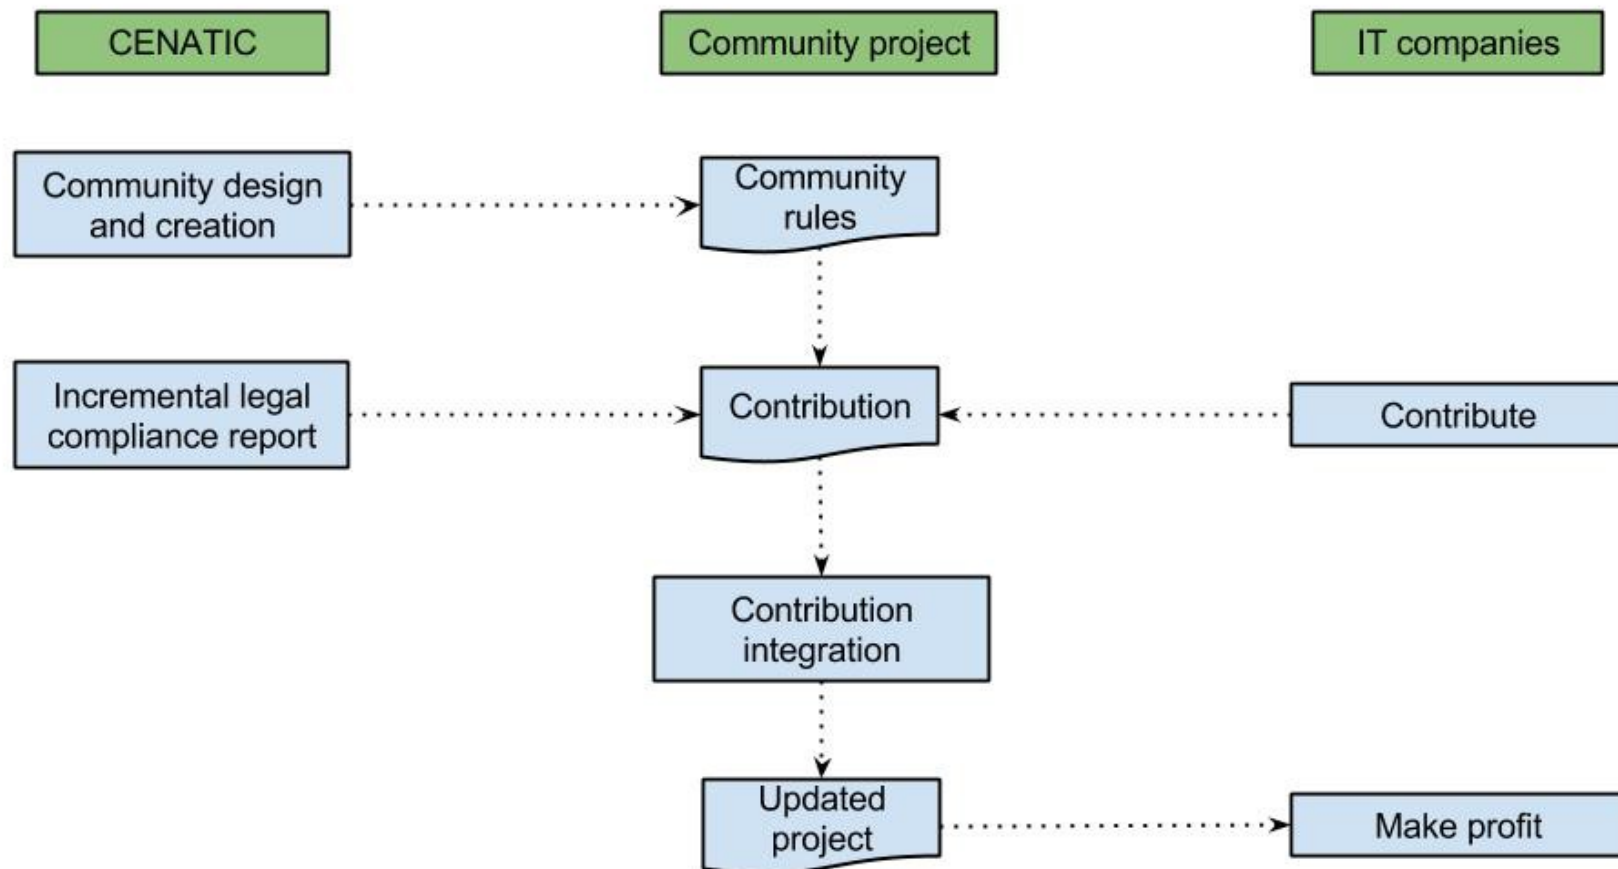 CENATIC
Community project
IT companies
Community design
and creation
Community
rules
Incremental legal
compliance report
Contribution
Contribute
Contribution
integration
Updated
project
Make profit